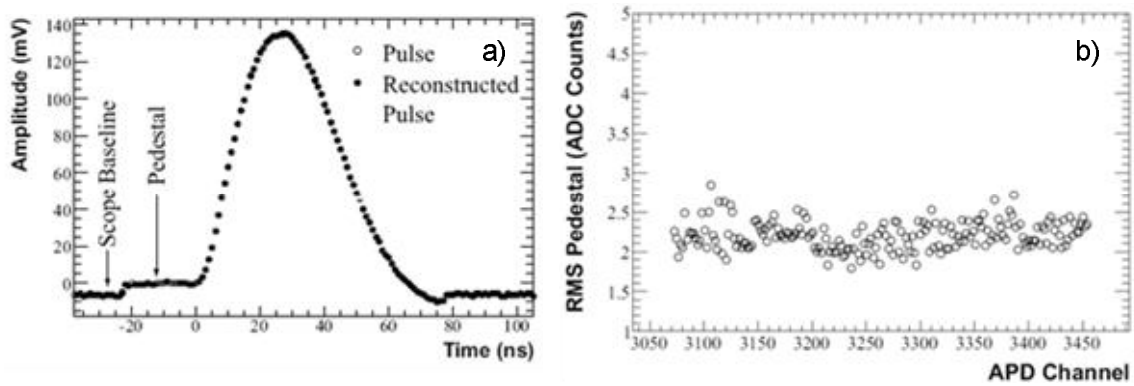 a)
Amplitude (mV)
140
120
100
80
60
40
20
0
Scope Baseline
Pedestal
○ Pulse
● Reconstructed
Pulse
-20 0 20 40 60 80 100
Time (ns)
b)
RMS Pedestal (ADC Counts)
5
4.5
4
3.5
3
2.5
2
1.5
1
3050 3100 3150 3200 3250 3300 3350 3400 3450
APD Channel